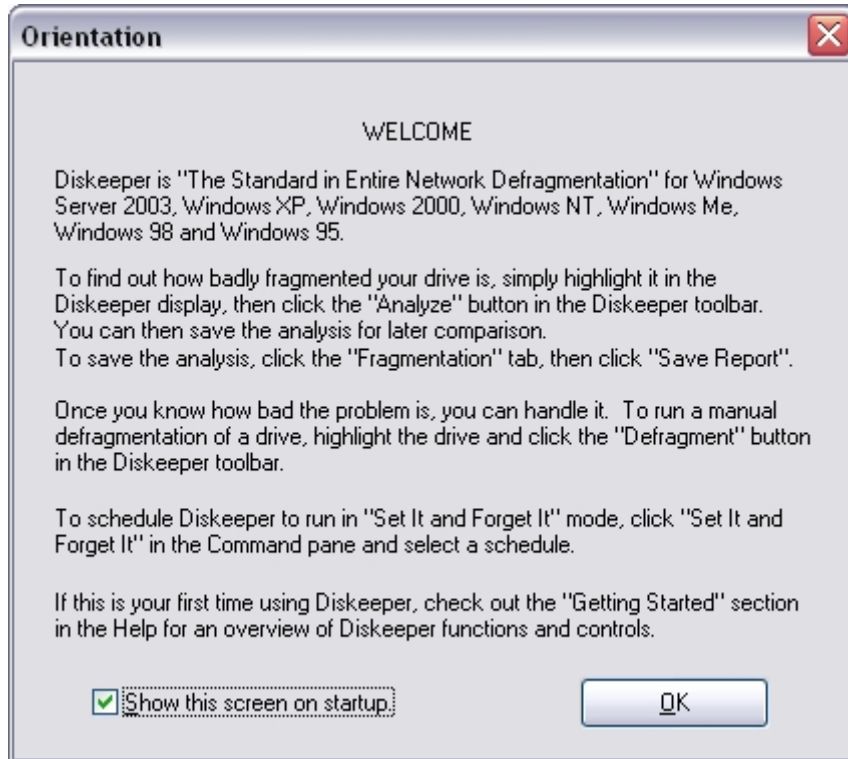 Orientation
WELCOME
Diskeeper is "The Standard in Entire Network Defragmentation" for Windows
Server 2003, Windows XP, Windows 2000, Windows NT, Windows Me,
Windows 98 and Windows 95.
To find out how badly fragmented your drive is, simply highlight it in the
Diskeeper display, then click the "Analyze" button in the Diskeeper toolbar.
You can then save the analysis for later comparison.
To save the analysis, click the "Fragmentation" tab, then click "Save Report".
Once you know how bad the problem is, you can handle it.  To run a manual
defragmentation of a drive, highlight the drive and click the "Defragment" button
in the Diskeeper toolbar.
To schedule Diskeeper to run in "Set It and Forget It" mode, click "Set It and
Forget It" in the Command pane and select a schedule.
If this is your first time using Diskeeper, check out the "Getting Started" section
in the Help for an overview of Diskeeper functions and controls.
Show this screen on startup.
OK